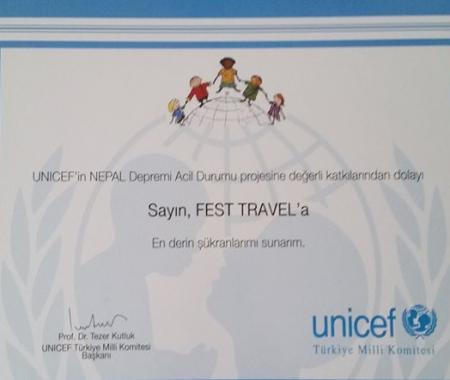 UNICEF'in NEPAL Depremi Acil Durumu projesine değerli katkılarından dolayı
Sayın, FEST TRAVEL'a
En derin şükranlarımı sunarım.
Prof. Dr. Tezer Kutluk
UNICEF Türkiye Milli Komitesi
Başkanı
unicef
Türkiye Milli Komitesi